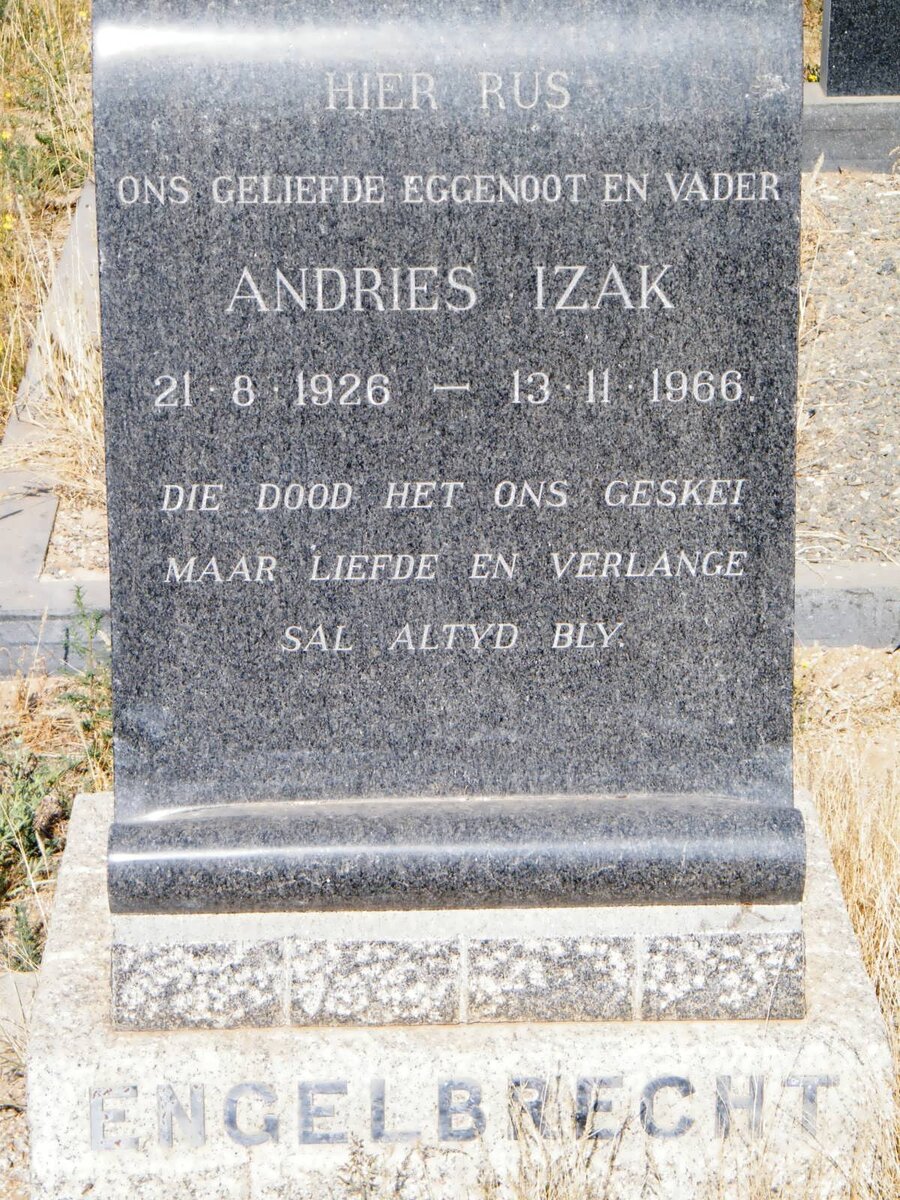 HIER RUS
ONS GELIEFDE EGGENOOT EN VADER
ANDRIES IZAK
21·8·1926 — 13·11·1966.
DIE DOOD HET ONS GESKEI
MAAR LIEFDE EN VERLANGE
SAL ALTYD BLY.
ENGELBRECHT